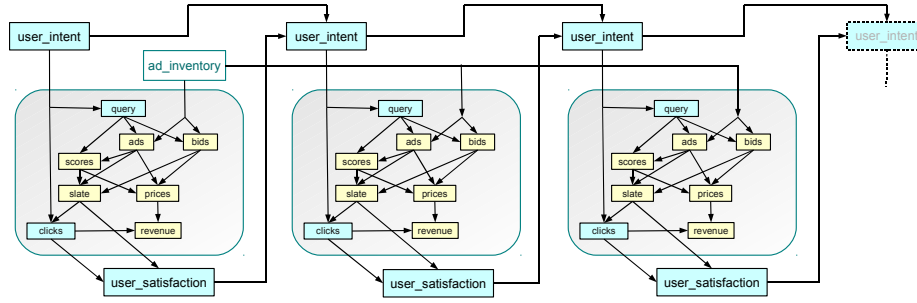 user_intent
user_intent
user_intent
user_intent
ad_inventory
query
ads
bids
scores
slate
prices
clicks
revenue
user_satisfaction
query
ads
bids
scores
slate
prices
clicks
revenue
user_satisfaction
query
ads
bids
scores
slate
prices
clicks
revenue
user_satisfaction